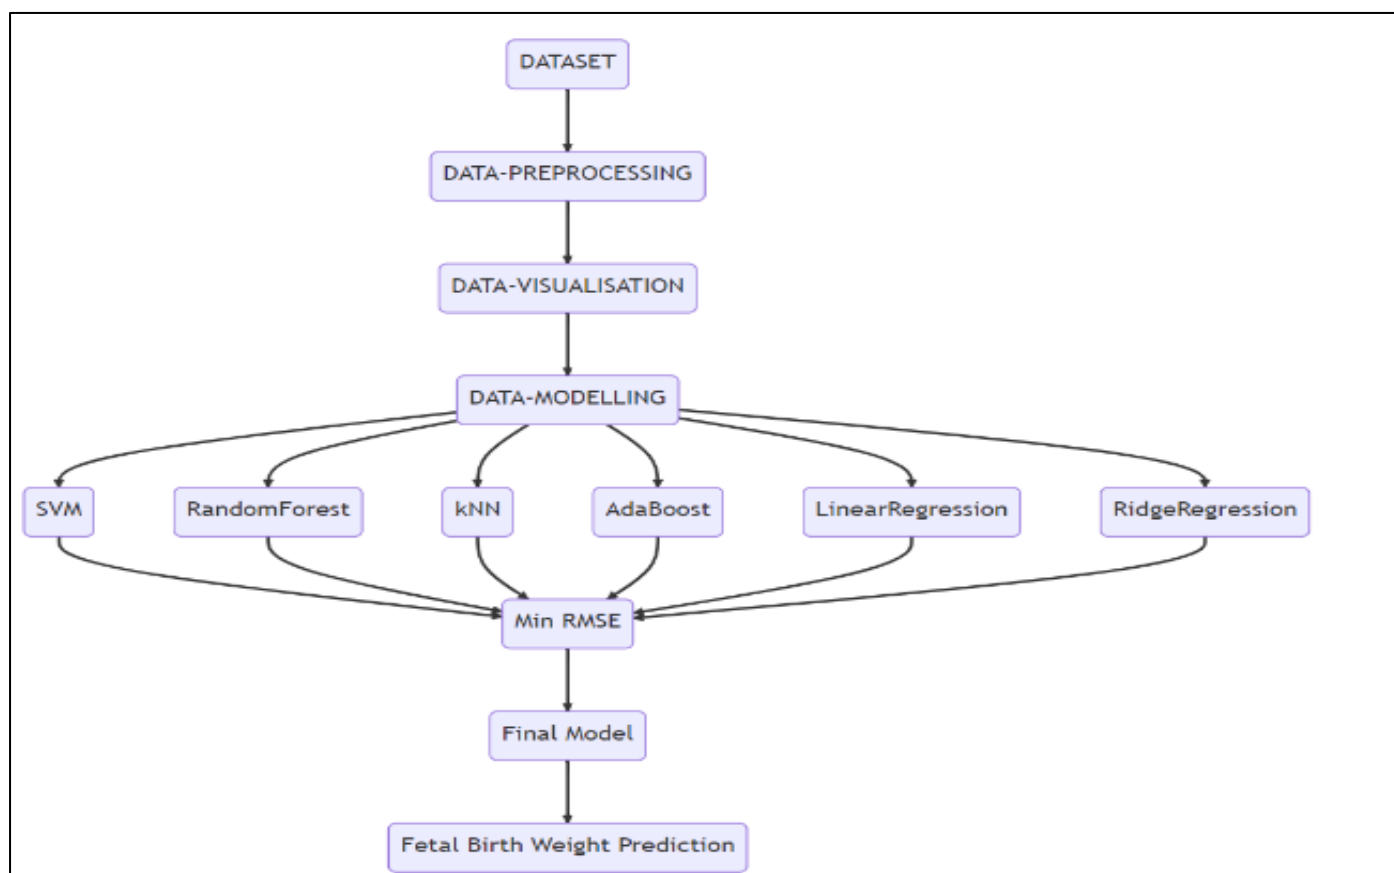 DATASET
DATA-PREPROCESSING
DATA-VISUALISATION
DATA-MODELLING
SVM
RandomForest
kNN
AdaBoost
LinearRegression
RidgeRegression
Min RMSE
Final Model
Fetal Birth Weight Prediction